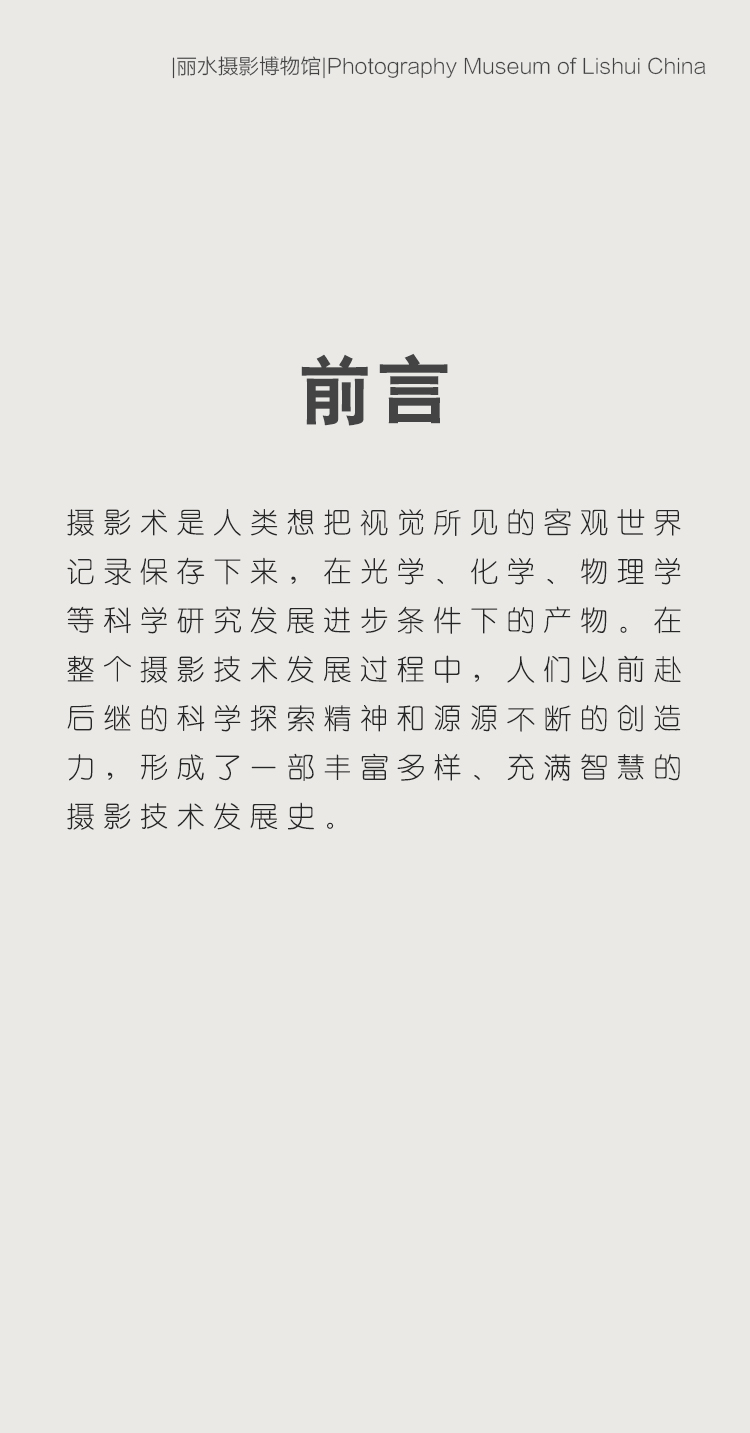 |丽水摄影博物馆|Photography Museum of Lishui China
前言
摄影术是人类想把视觉所见的客观世界
记录保存下来，在光学、化学、物理学
等科学研究发展进步条件下的产物。在
整个摄影技术发展过程中，人们以前赴
后继的科学探索精神和源源不断的创造
力，形成了一部丰富多样、充满智慧的
摄影技术发展史。